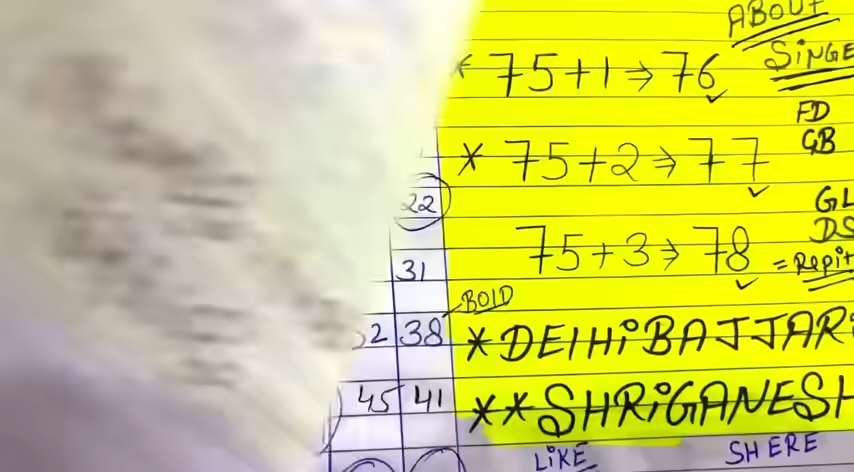 ABOUT
* 75+1⇒76 SINGE
FD
* 75+2⇒77 GB
22 GL
75+3⇒78 DS
31 =Repit
BOlD
2 38 *DElHiBAJJAR
45 41 **SHRiGANESH
LiKE SHERE